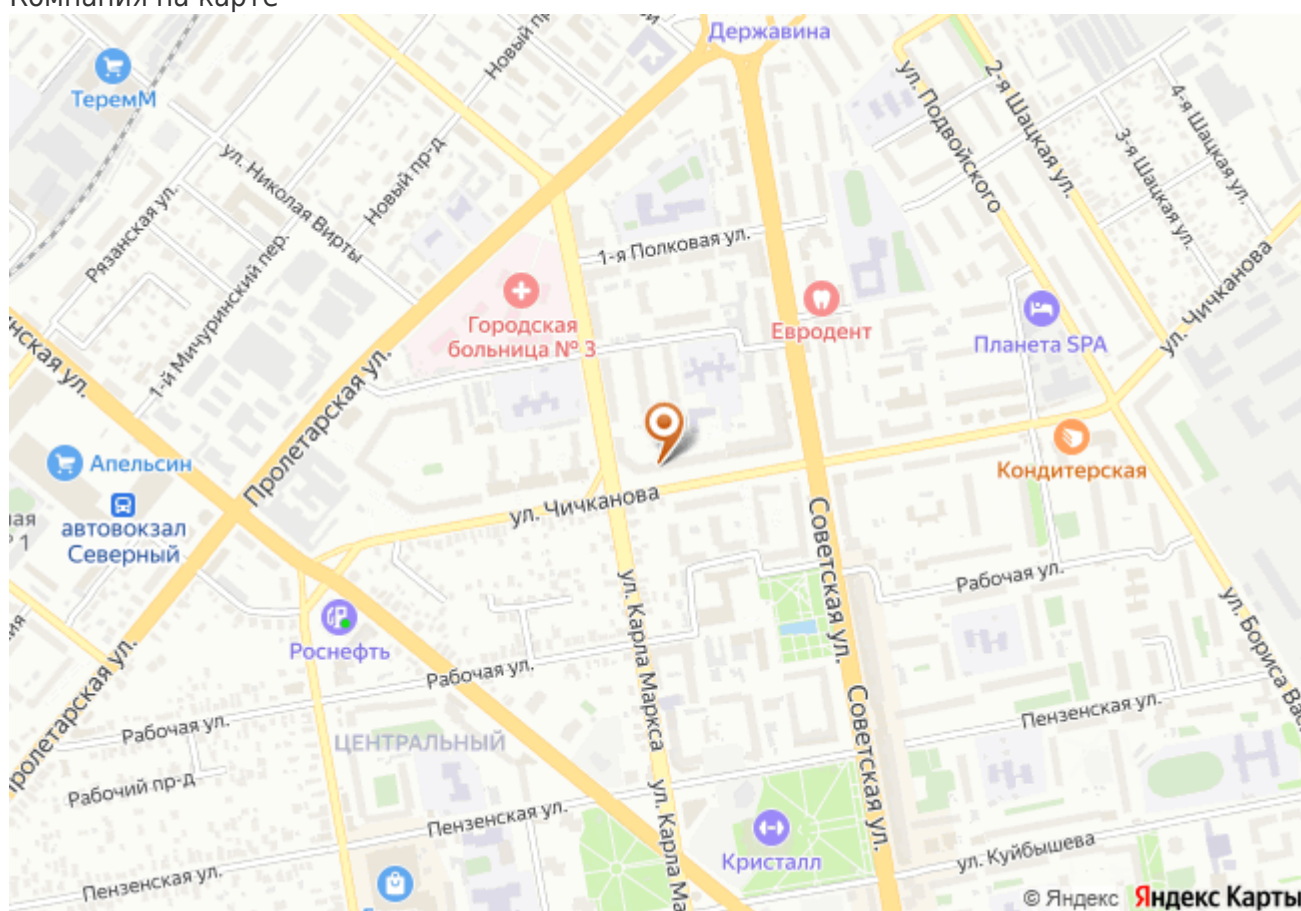 Компания на карте
Державина
ТеремМ
Новый пр-д
ул. Подвойского
2-я Шацкая ул.
3-я Шацкая ул.
4-я Шацкая ул.
ул. Николая Вирты
Рязанская ул.
1-й Мичуринский пер.
1-я Полковая ул.
ул. Чичканова
Городская
больница № 3
Евродент
Планета SPA
Пролетарская ул.
Апельсин
автовокзал
Северный
Кондитерская
ул. Чичканова
Советская ул.
Рабочая ул.
ул. Карла Маркса
Роснефть
Рабочая ул.
Рабочая ул.
Рабочий пр-д
ЦЕНТРАЛЬНЫЙ
Советская ул.
Пензенская ул.
Пензенская ул.
Пензенская ул.
Кристалл
ул. Куйбышева
© Яндекс Яндекс Карты